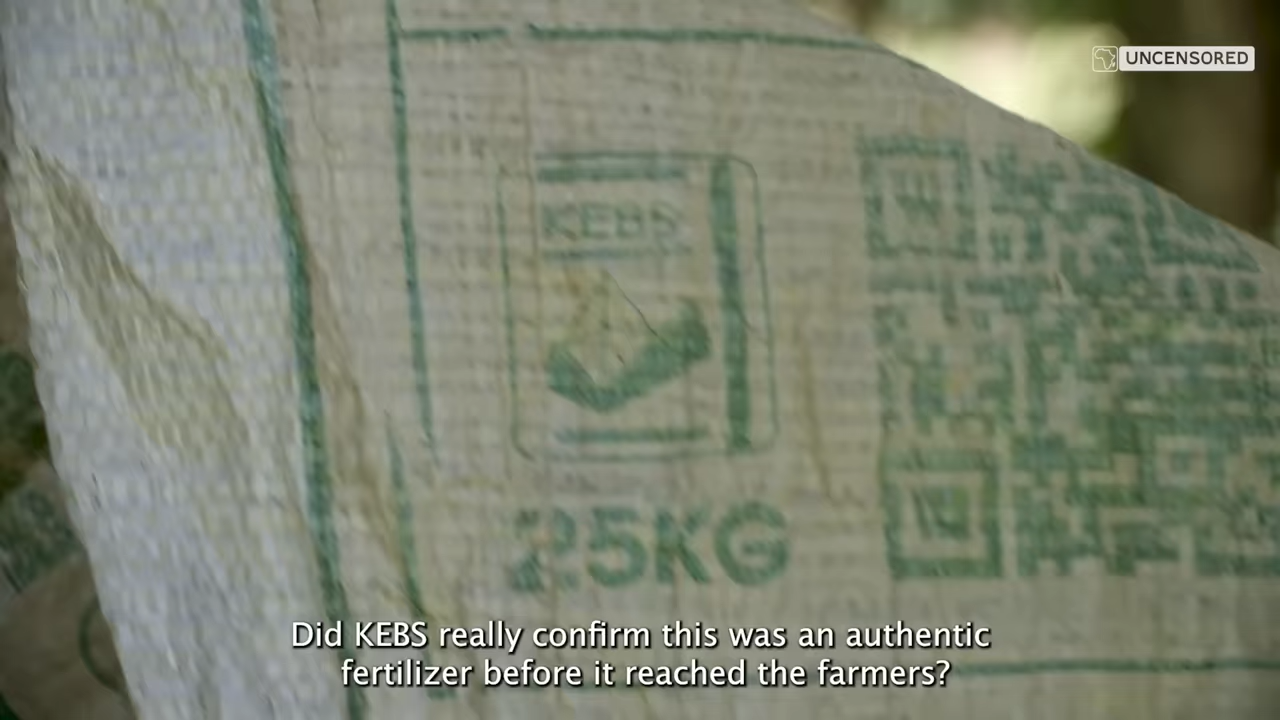 UNCENSORED
KEBS
25KG
Did KEBS really confirm this was an authentic
fertilizer before it reached the farmers?